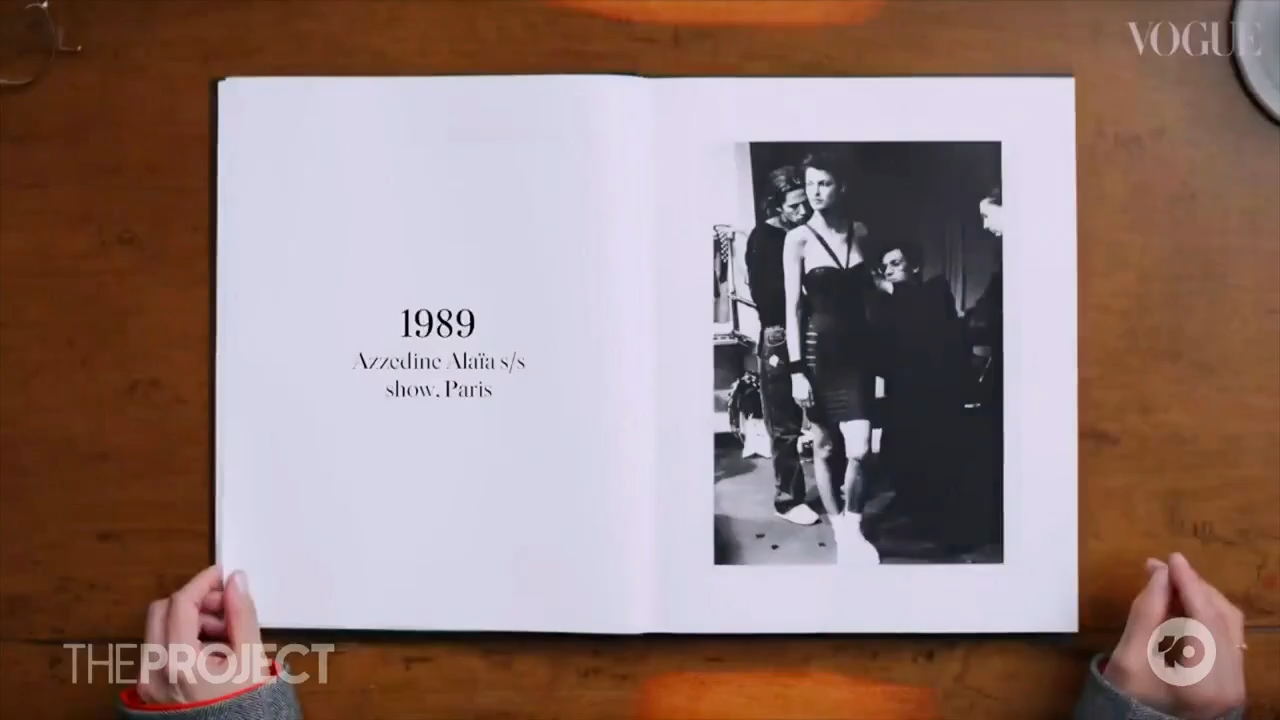 VOGUE
1989
Azzedine Alaïa s/s
show, Paris
THEPROJECT
10